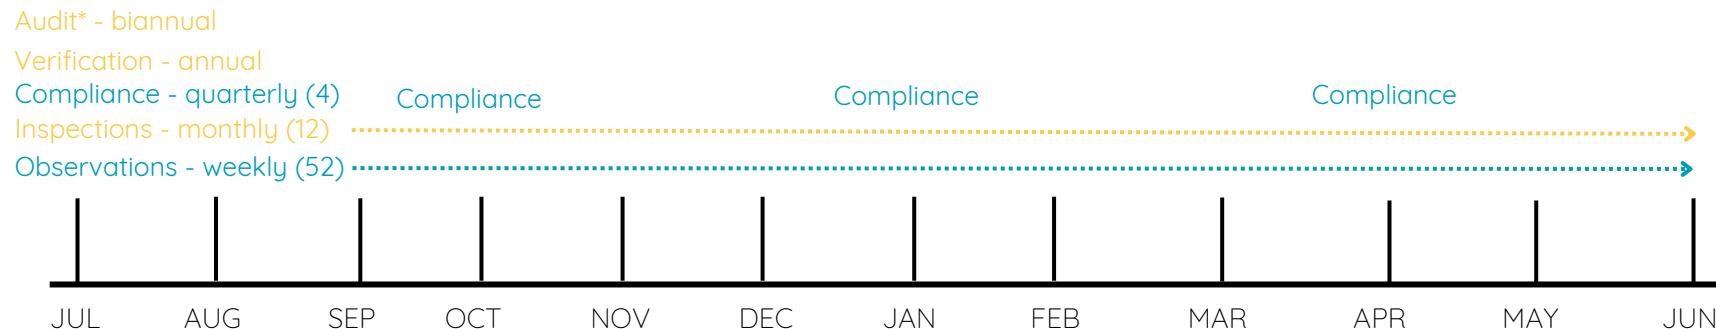 Audit* - biannual
Verification - annual
Compliance - quarterly (4) Compliance Compliance Compliance
Inspections - monthly (12)
Observations - weekly (52)
JUL AUG SEP OCT NOV DEC JAN FEB MAR APR MAY JUN